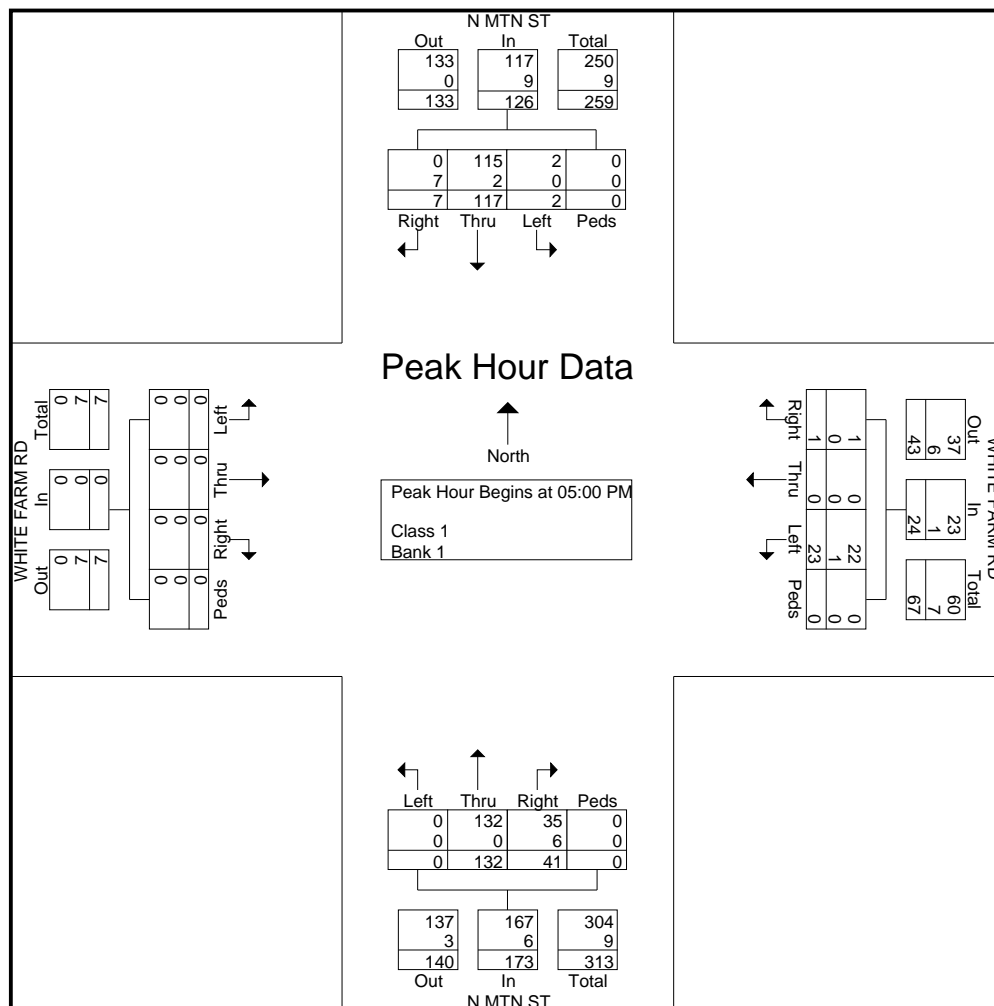 N MTN ST
Out In Total
133 117 250
0 9 9
133 126 259
0 115 2 0
7 2 0 0
7 117 2 0
Right Thru Left Peds
Peak Hour Data
North
Peak Hour Begins at 05:00 PM
Class 1
Bank 1
WHITE FARM RD
Out In Total
7 0 7
7 0 7
0 0 0
Left Thru Right Peds
0 0 0 0
0 0 0 0
0 0 0 0
WHITE FARM RD
Out In Total
37 23 60
6 1 7
43 24 67
1 0 22 0
0 0 1 0
1 0 23 0
Right Thru Left Peds
Left Thru Right Peds
0 132 35 0
0 0 6 0
0 132 41 0
137 167 304
3 6 9
140 173 313
Out In Total
N MTN ST